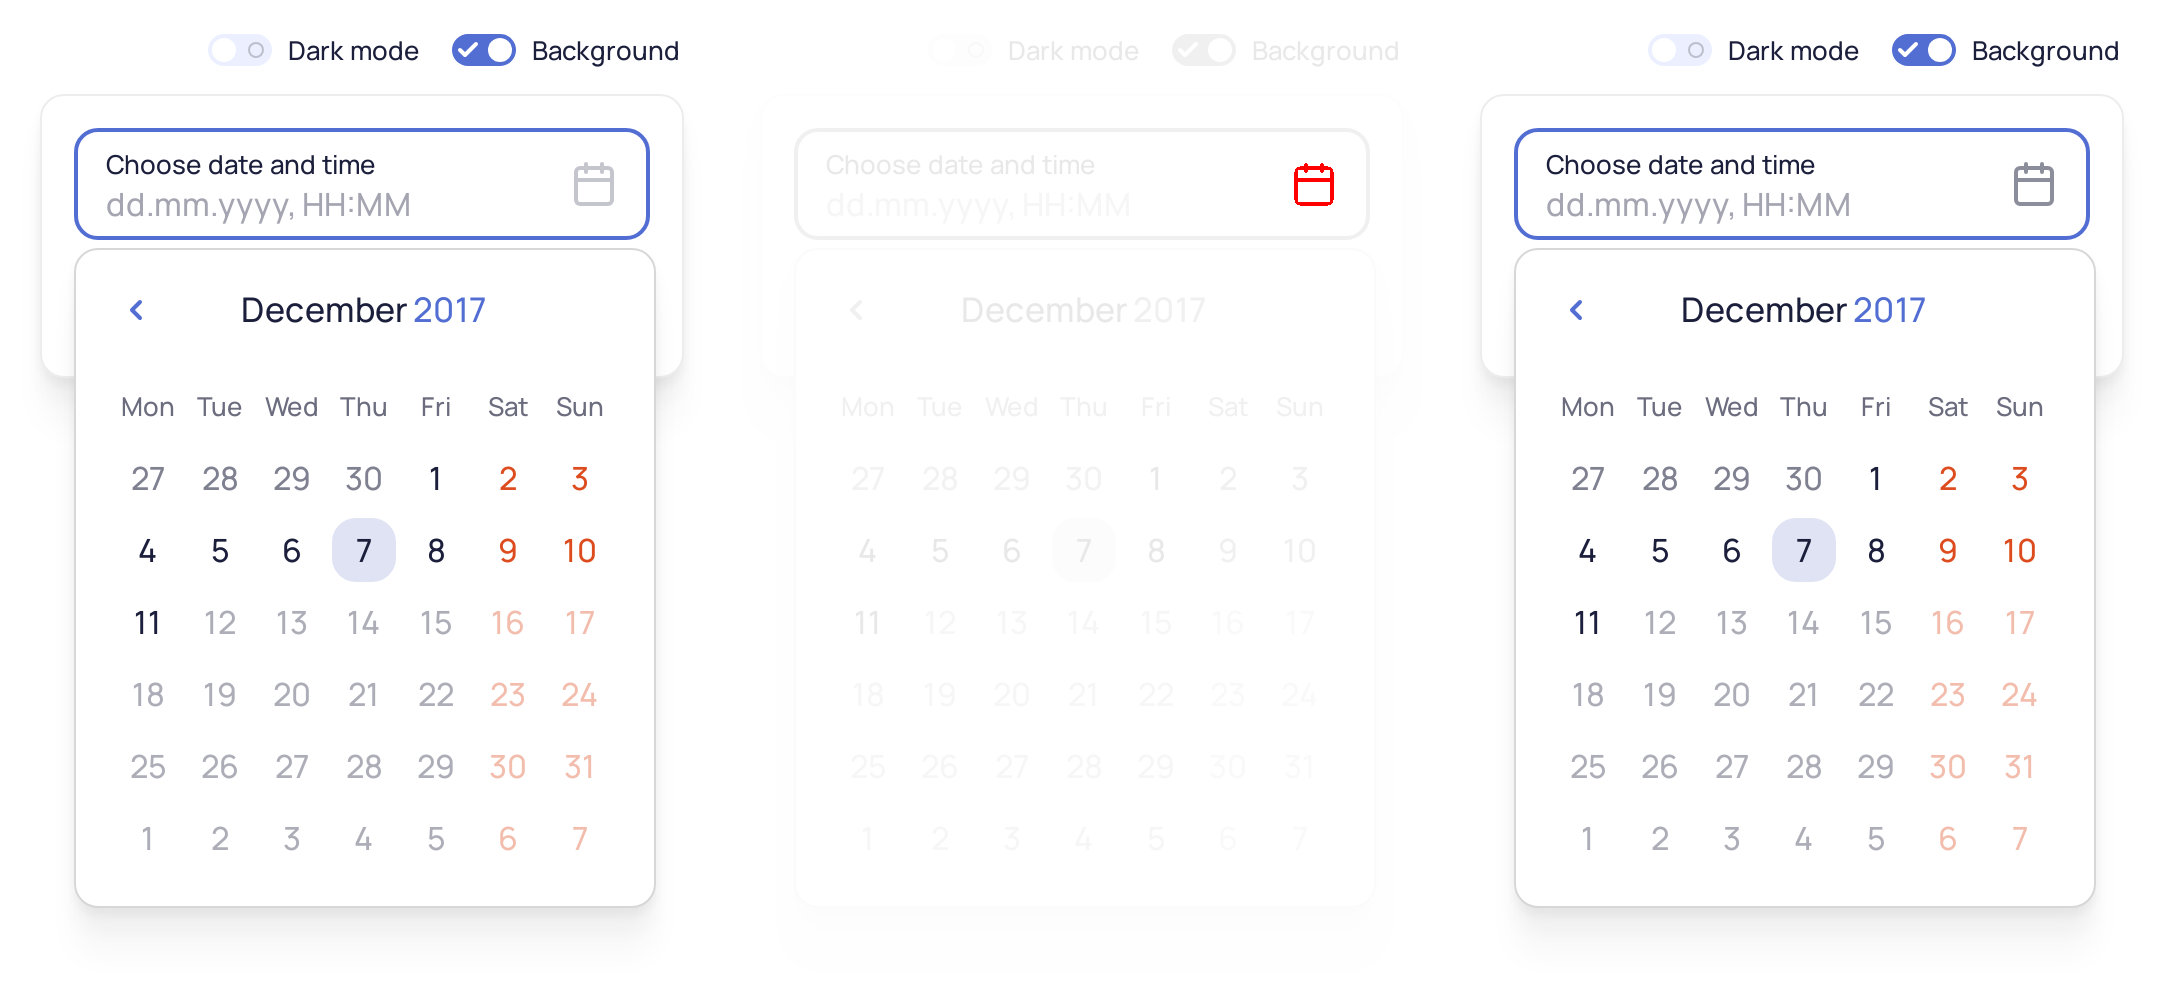 Dark mode Background
Choose date and time
dd.mm.yyyy, HH:MM
December 2017
Mon Tue Wed Thu Fri Sat Sun
27 28 29 30 1 2 3
4 5 6 7 8 9 10
11 12 13 14 15 16 17
18 19 20 21 22 23 24
25 26 27 28 29 30 31
1 2 3 4 5 6 7
Dark mode Background
Choose date and time
dd.mm.yyyy, HH:MM
December 2017
Mon Tue Wed Thu Fri Sat Sun
27 28 29 30 1 2 3
4 5 6 7 8 9 10
11 12 13 14 15 16 17
18 19 20 21 22 23 24
25 26 27 28 29 30 31
1 2 3 4 5 6 7
Dark mode Background
Choose date and time
dd.mm.yyyy, HH:MM
December 2017
Mon Tue Wed Thu Fri Sat Sun
27 28 29 30 1 2 3
4 5 6 7 8 9 10
11 12 13 14 15 16 17
18 19 20 21 22 23 24
25 26 27 28 29 30 31
1 2 3 4 5 6 7